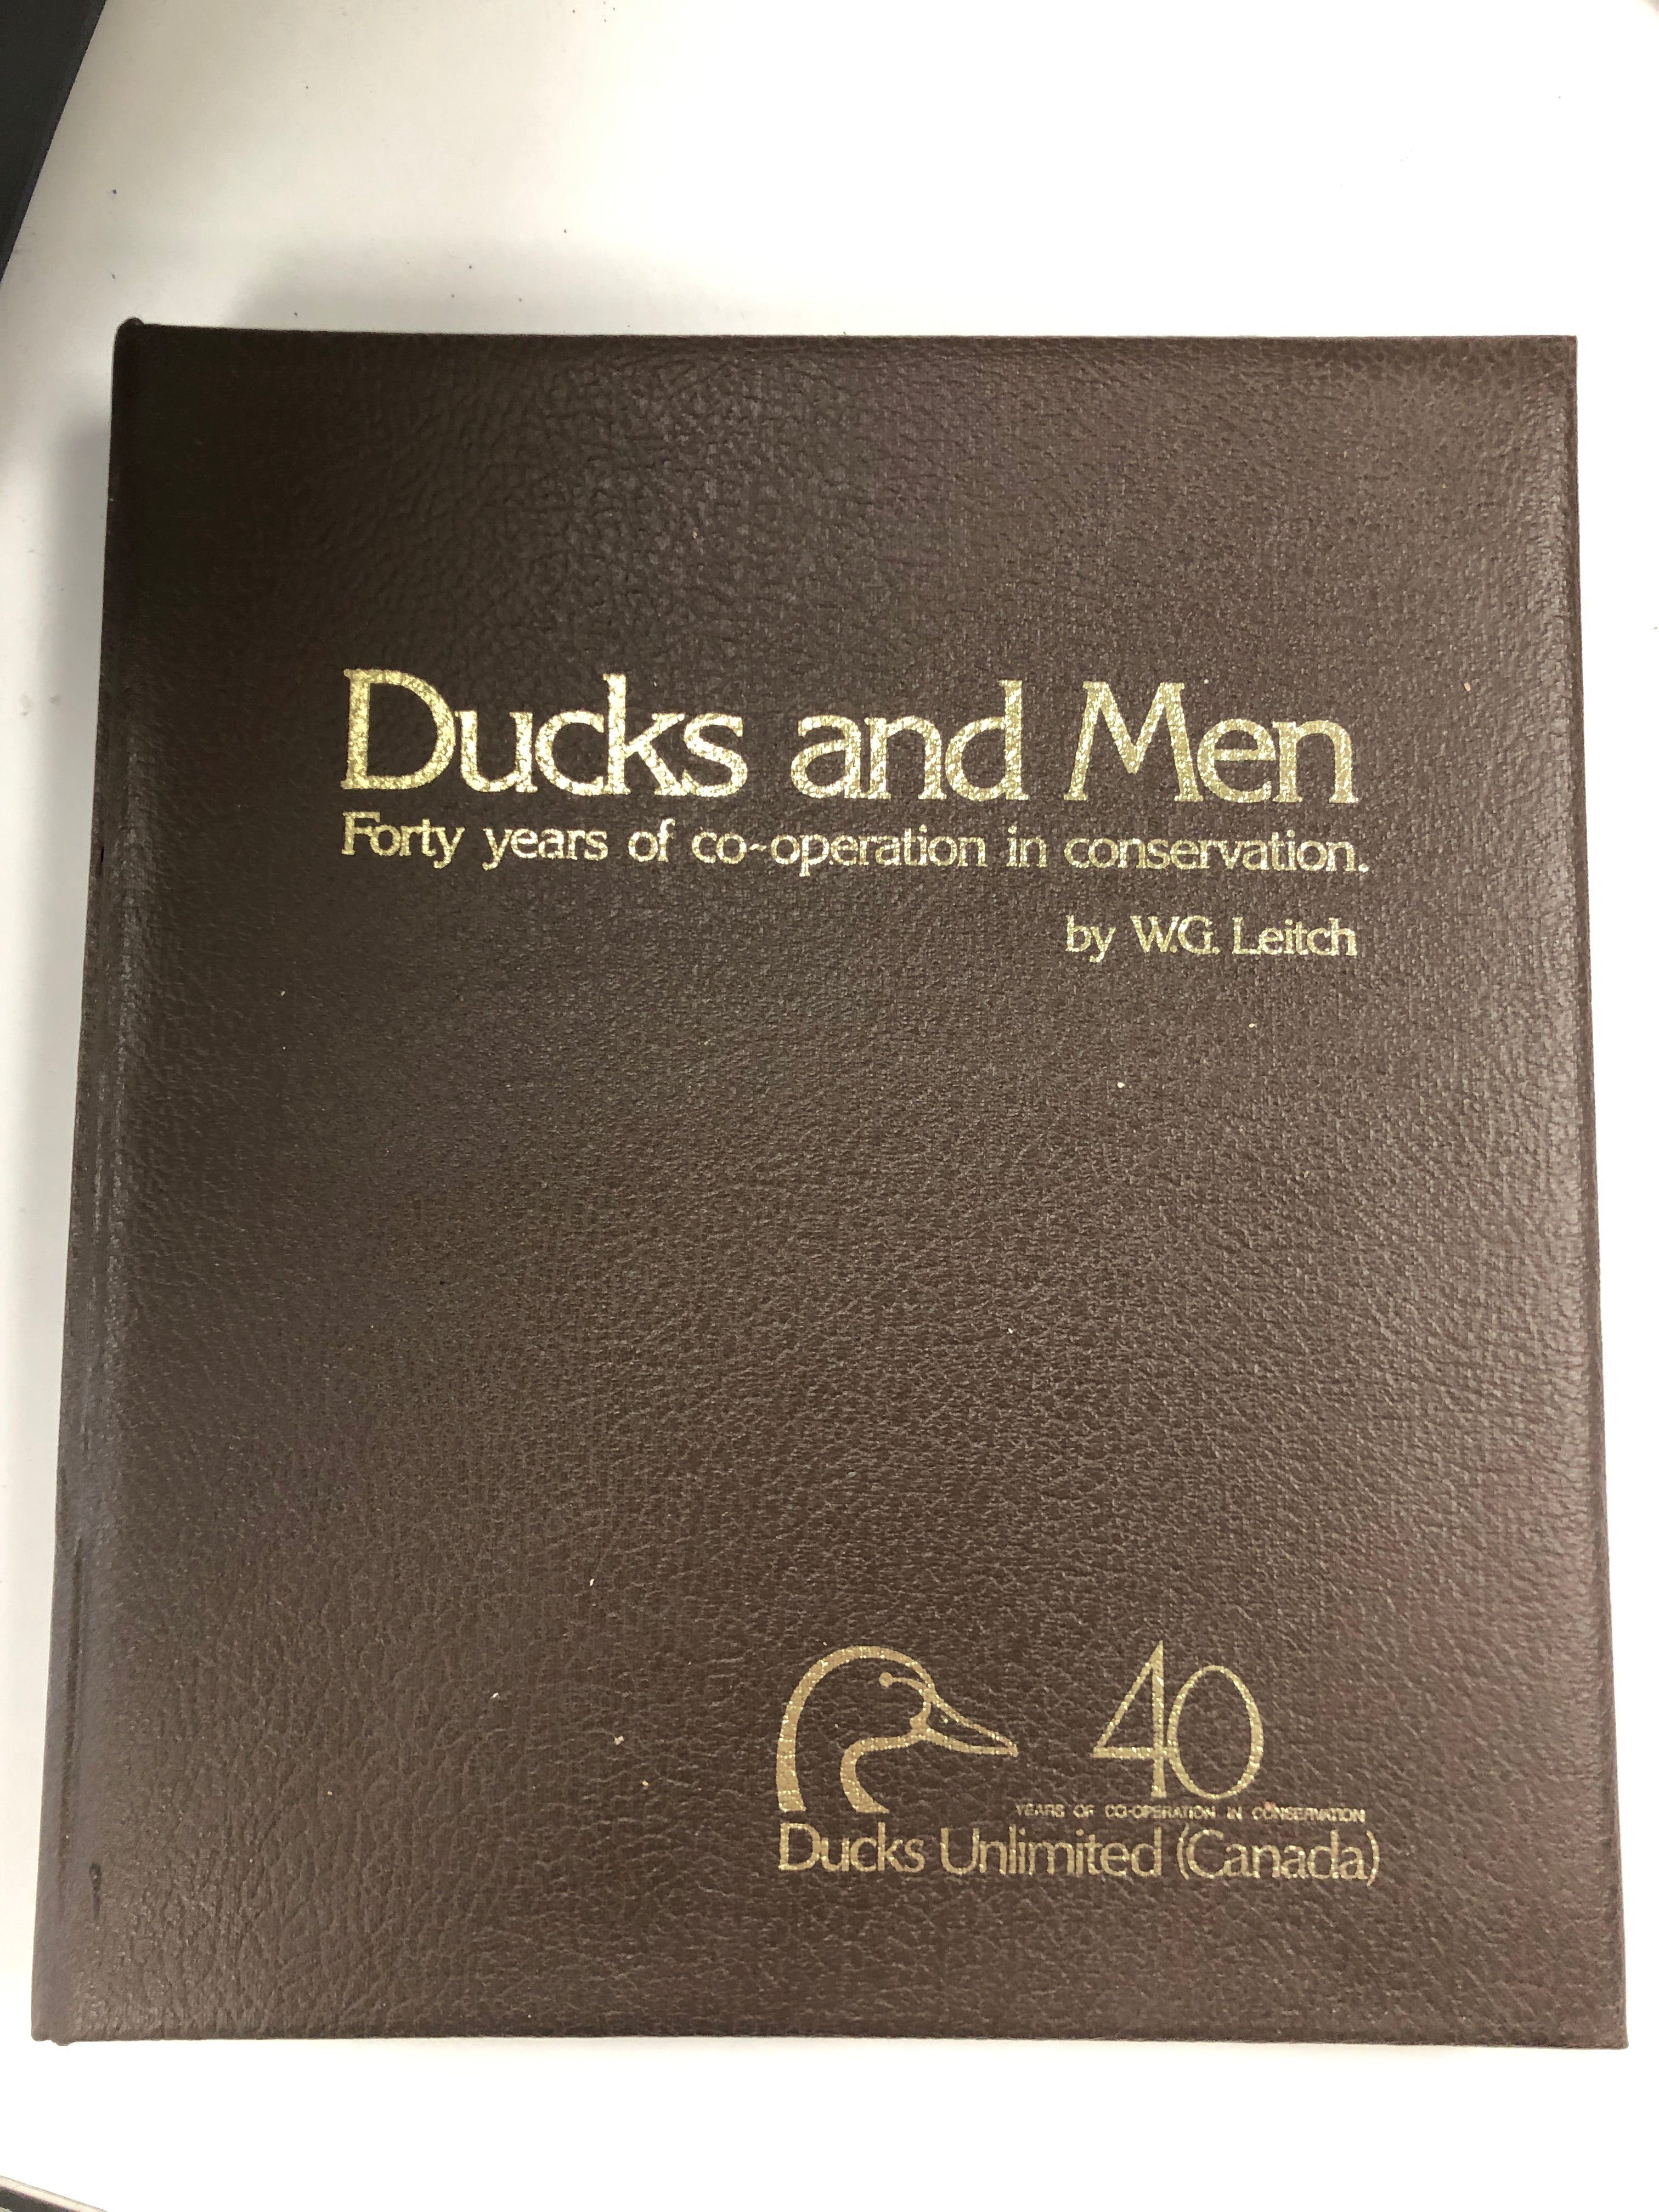 Ducks and Men
Forty years of co-operation in conservation.
by W.G. Leitch
40
YEARS OF CO-OPERATION IN CONSERVATION
Ducks Unlimited (Canada)